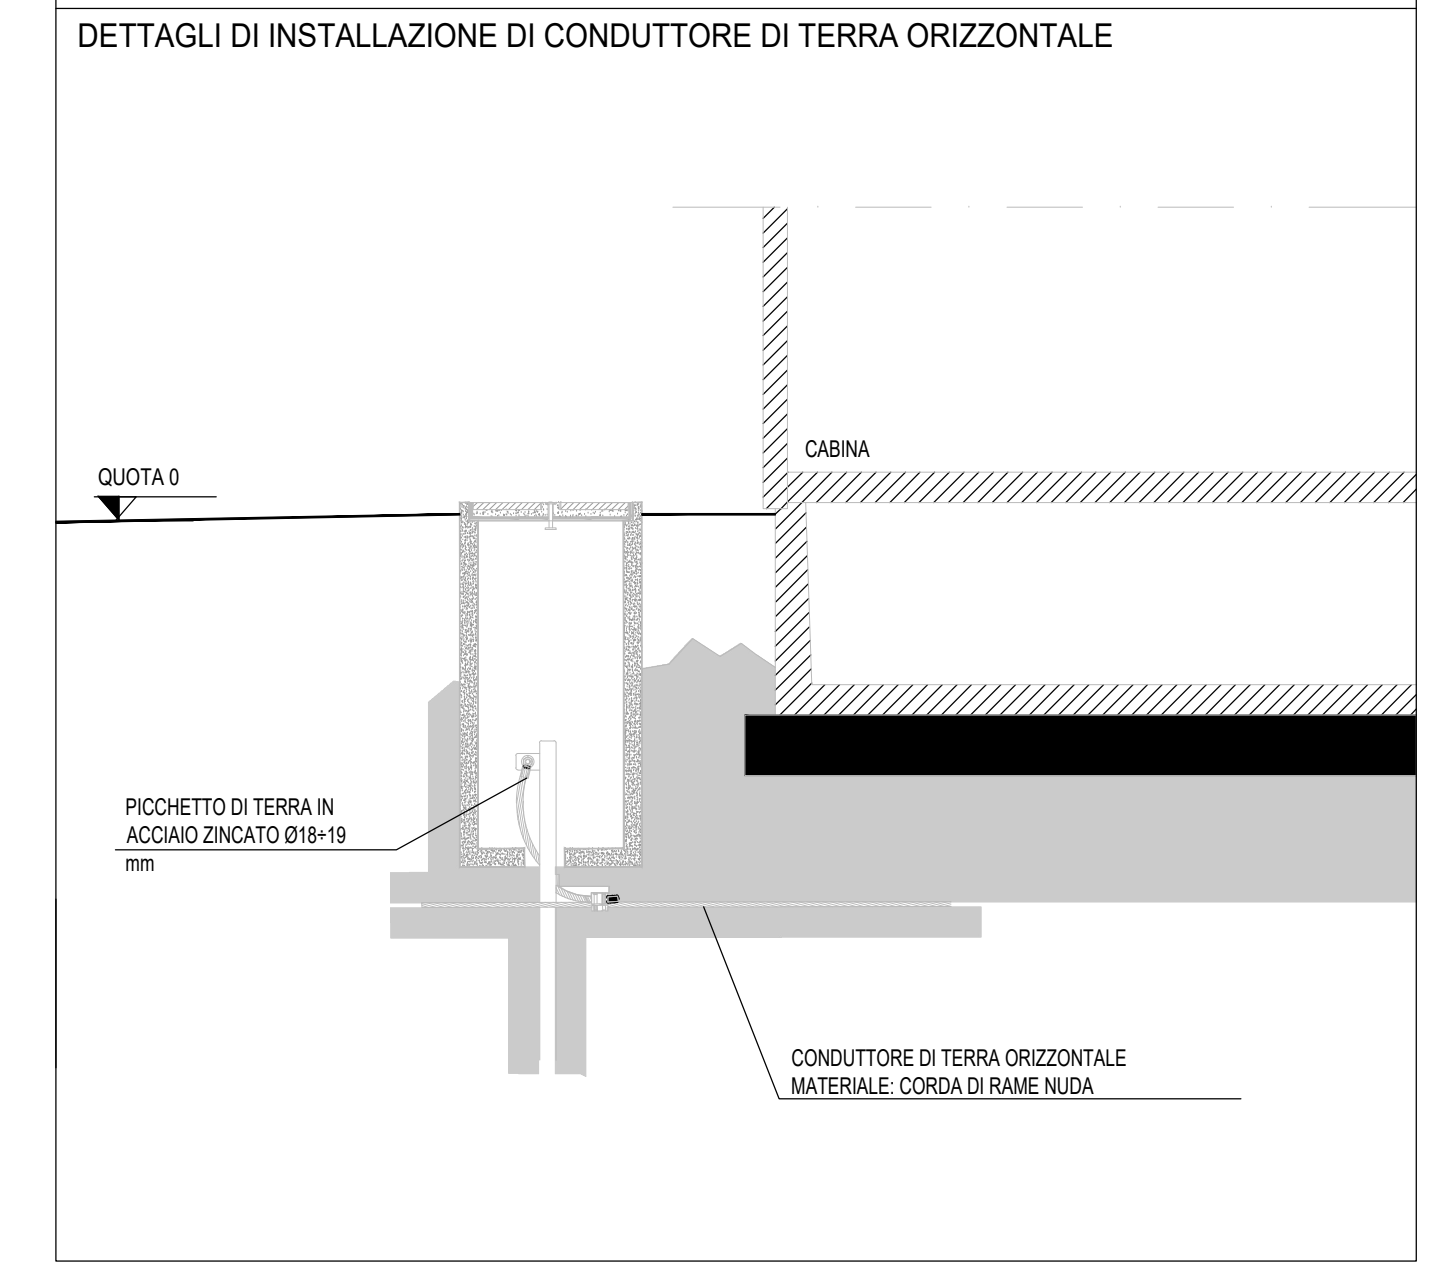 DETTAGLI DI INSTALLAZIONE DI CONDUTTORE DI TERRA ORIZZONTALE
CABINA
QUOTA 0
PICCHETTO DI TERRA IN
ACCIAIO ZINCATO Ø18÷19
mm
CONDUTTORE DI TERRA ORIZZONTALE
MATERIALE: CORDA DI RAME NUDA